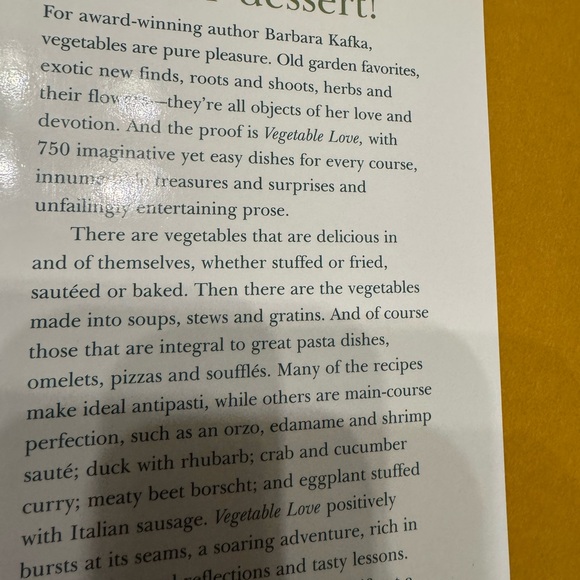 dessert!
For award-winning author Barbara Kafka,
vegetables are pure pleasure. Old garden favorites,
exotic new finds, roots and shoots, herbs and
their flowers—they're all objects of her love and
devotion. And the proof is Vegetable Love, with
750 imaginative yet easy dishes for every course,
treasures and surprises and
unfailingly entertaining prose.
There are vegetables that are delicious in
and of themselves, whether stuffed or fried,
sautéed or baked. Then there are the vegetables
made into soups, stews and gratins. And of course
those that are integral to great pasta dishes,
omelets, pizzas and soufflés. Many of the recipes
make ideal antipasti, while others are main-course
perfection, such as an orzo, edamame and shrimp
sauté; duck with rhubarb; crab and cucumber
curry; meaty beet borscht; and eggplant stuffed
with Italian sausage. Vegetable Love positively
bursts at its seams, a soaring adventure, rich in
reflections and tasty lessons.